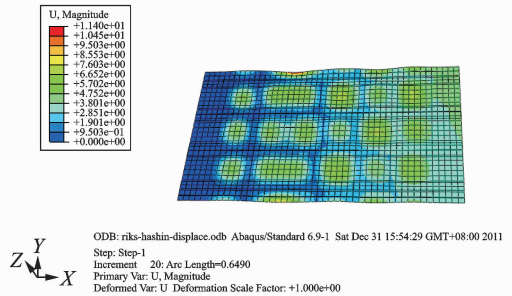 U, Magnitude
+1.140e+01
+1.045e+01
+9.503e+00
+8.553e+00
+7.603e+00
+6.652e+00
+5.702e+00
+4.752e+00
+3.801e+00
+2.851e+00
+1.901e+00
+9.503e-01
+0.000e+00
ODB: riks-hashin-displace.odb Abaqus/Standard 6.9-1 Sat Dec 31 15:54:29 GMT+08:00 2011
Step: Step-1
Increment 20: Arc Length=0.6490
Primary Var: U, Magnitude
Deformed Var: U Deformation Scale Factor: +1.000e+00
Y
Z
X